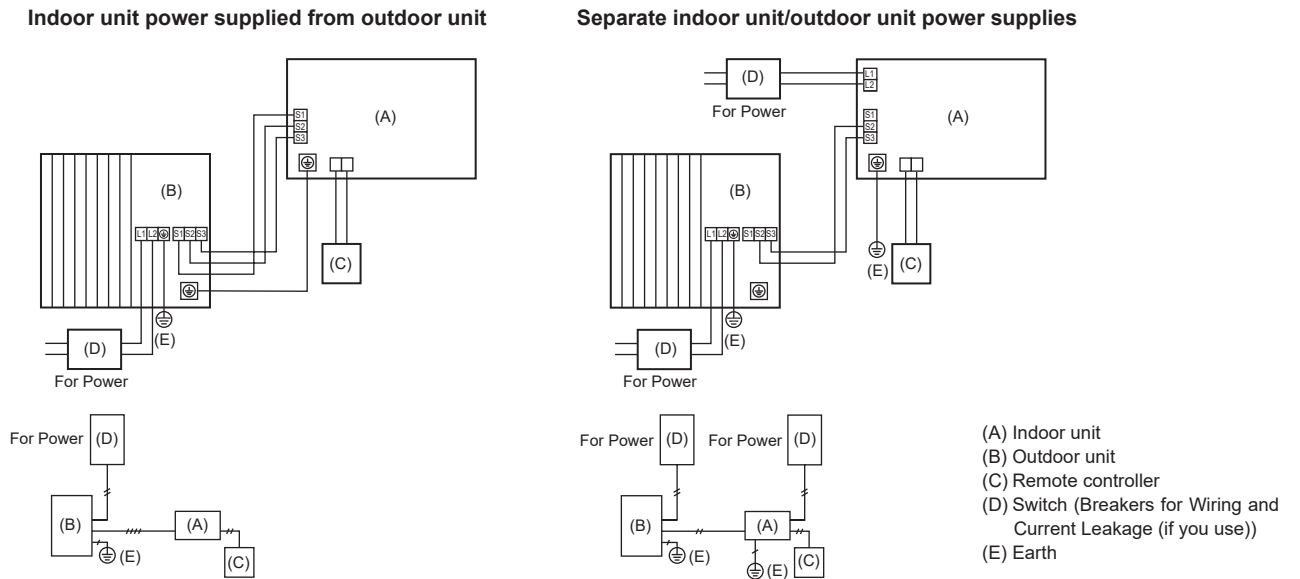 Indoor unit power supplied from outdoor unit
(A)
S1
S2
S3
(B)
L1 L2 S1 S2 S3
(C)
(E)
(D)
For Power
For Power (D)
(B)
(A)
(E)
(C)
Separate indoor unit/outdoor unit power supplies
(D)
For Power
L1
L2
(A)
S1
S2
S3
(B)
L1 L2 S1 S2 S3
(E)
(C)
(E)
(D)
For Power
For Power (D) For Power (D)
(B)
(A)
(E)
(E)
(C)
(A) Indoor unit
(B) Outdoor unit
(C) Remote controller
(D) Switch (Breakers for Wiring and
Current Leakage (if you use))
(E) Earth